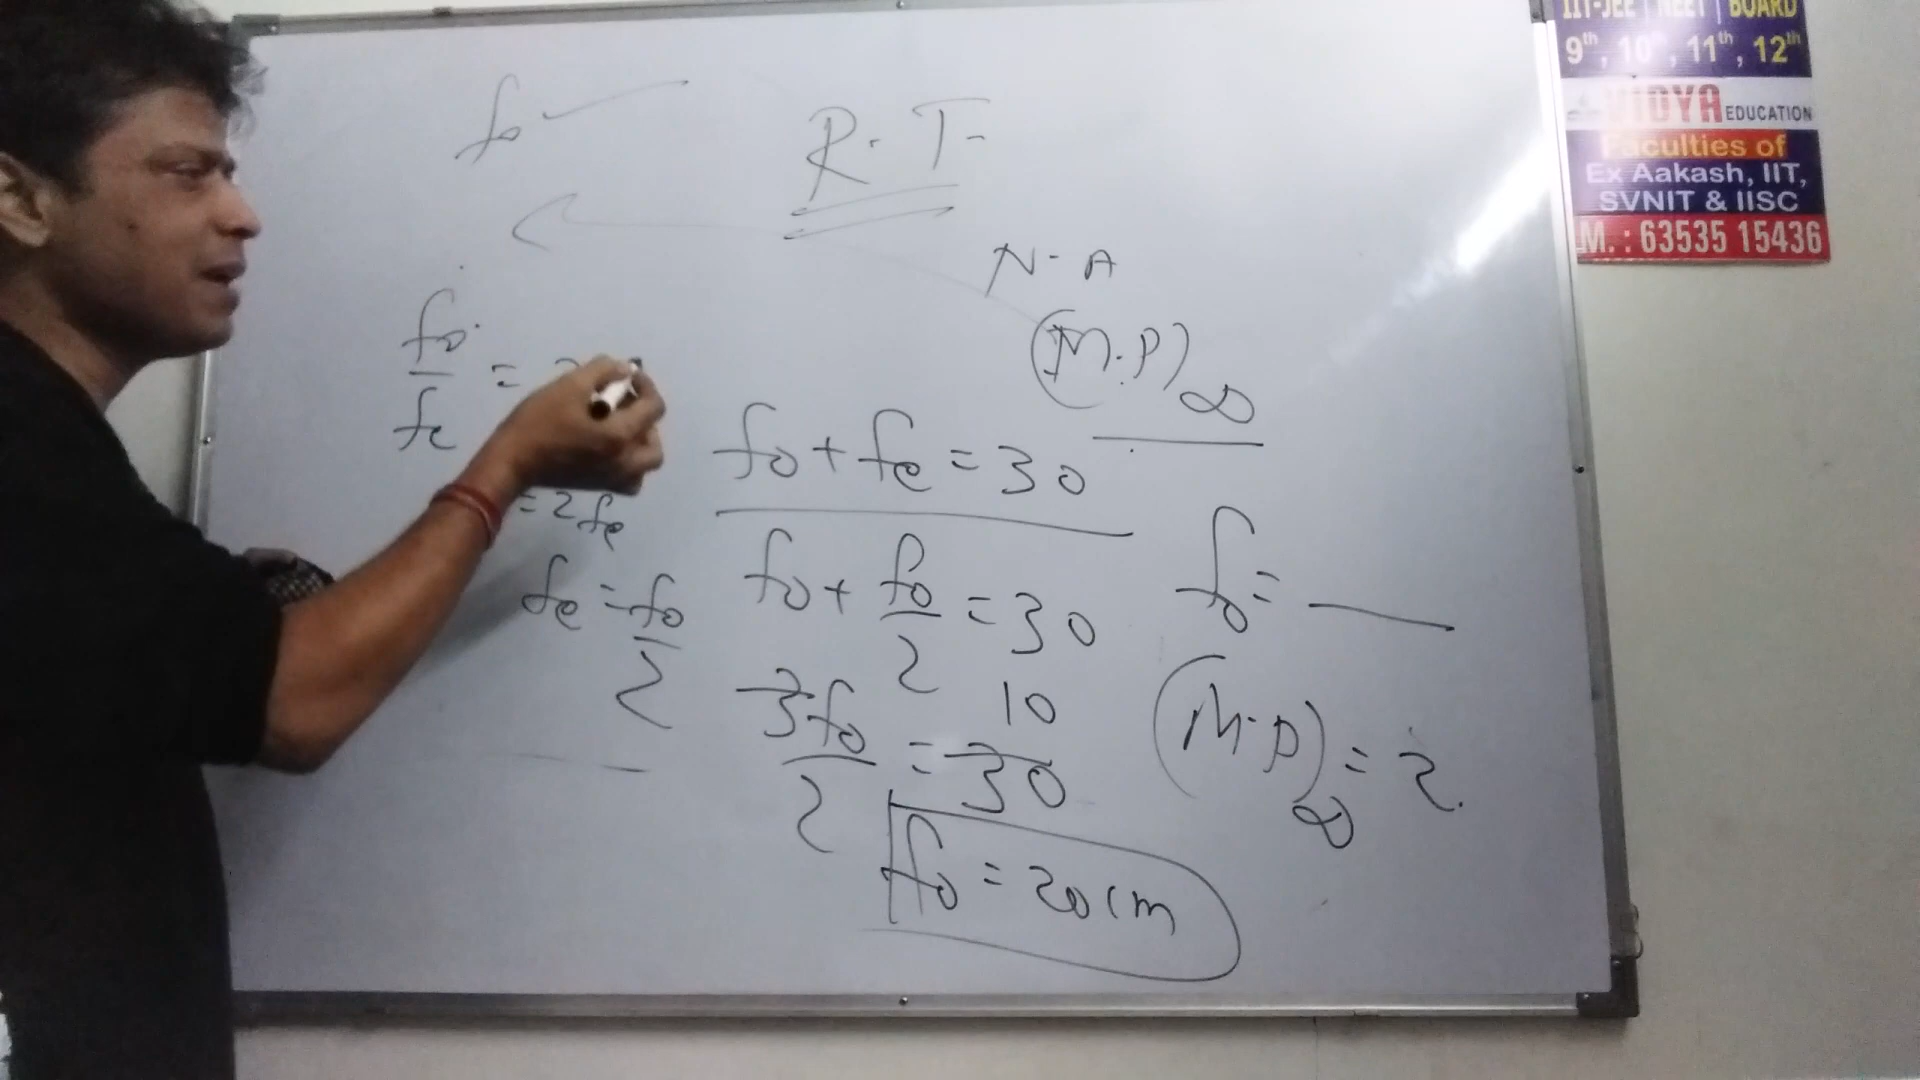 fo
R.T-
N-A
(M.P)∞
fo/fe =
fo + fe = 30
= 2fe
fe = fo/2
fo + fo/2 = 30
fo =
3fo/2 = 30
10
(M.P)∞ = 2.
fo = 20cm
IIT-JEE | NEET | BOARD
9th, 10th, 11th, 12th
VIDYA EDUCATION
Faculties of
Ex Aakash, IIT,
SVNIT & IISC
M. : 63535 15436